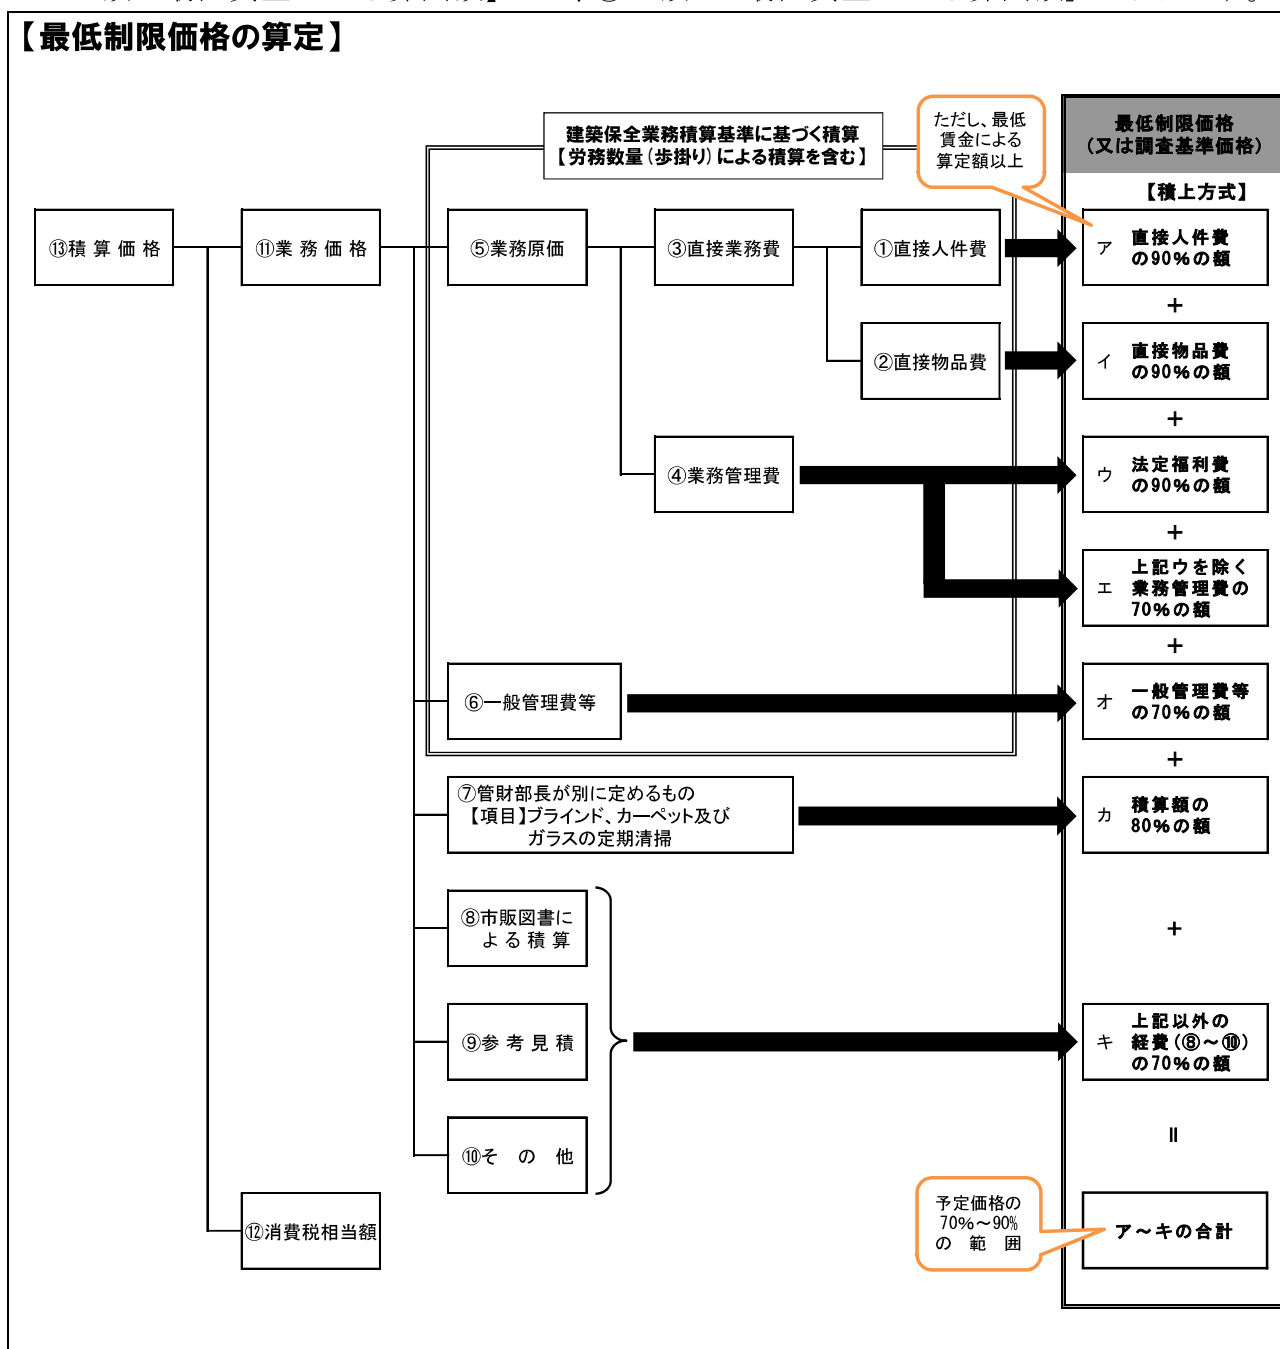 【最低制限価格の算定】
建築保全業務積算基準に基づく積算
【労務数量(歩掛り)による積算を含む】
ただし、最低
賃金による
算定額以上
最低制限価格
(又は調査基準価格)
【積上方式】
⑬積算価格
⑪業務価格
⑤業務原価
③直接業務費
①直接人件費
ア 直接人件費
の90%の額
+
②直接物品費
イ 直接物品費
の90%の額
+
④業務管理費
ウ 法定福利費
の90%の額
+
エ 上記ウを除く
業務管理費の
70%の額
+
⑥一般管理費等
オ 一般管理費等
の70%の額
+
⑦管財部長が別に定めるもの
【項目】ブラインド、カーペット及び
ガラスの定期清掃
カ 積算額の
80%の額
+
⑧市販図書に
よる積算
⑨参考見積
⑩その他
キ 上記以外の
経費(⑧~⑩)
の70%の額
=
⑫消費税相当額
予定価格の
70%~90%
の範囲
ア~キの合計